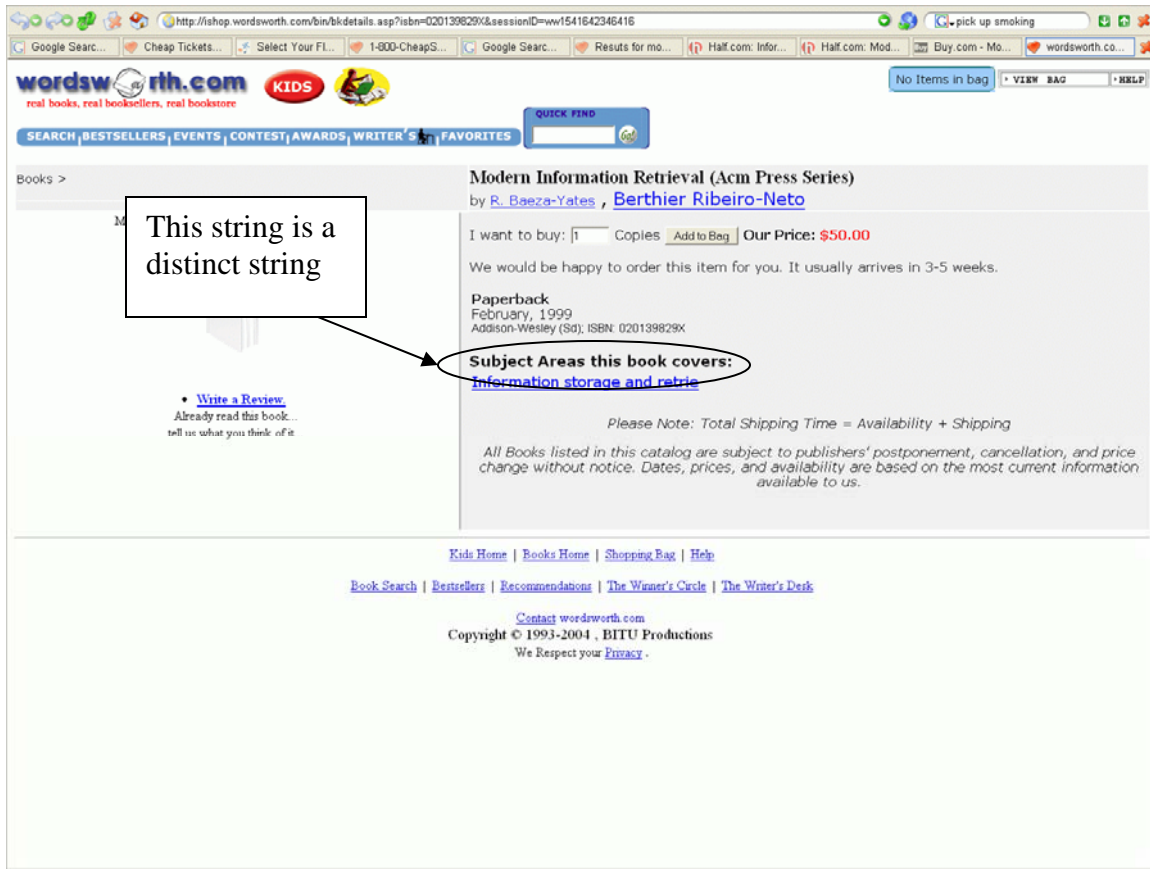 http://ishop.wordsworth.com/bin/bkdetails.asp?isbn=020139829X&sessionID=ww1541642346416
pick up smoking
Google Searc... Cheap Tickets... Select Your Fl... 1-800-CheapS... Google Searc... Resuts for mo... Half.com: Infor... Half.com: Mod... Buy.com - Mo... wordsworth.co...
wordsw rth.com KIDS
real books, real booksellers, real bookstore
No Items in bag VIEW BAG HELP
QUICK FIND
SEARCH BESTSELLERS EVENTS CONTEST AWARDS WRITER'S FAVORITES Go!
Books >
Modern Information Retrieval (Acm Press Series)
by R. Baeza-Yates , Berthier Ribeiro-Neto
This string is a
distinct string
I want to buy: 1 Copies Add to Bag Our Price: $50.00
We would be happy to order this item for you. It usually arrives in 3-5 weeks.
Paperback
February, 1999
Addison-Wesley (Sd); ISBN: 020139829X
Subject Areas this book covers:
Information storage and retrie
• Write a Review.
Already read this book...
tell us what you think of it
Please Note: Total Shipping Time = Availability + Shipping
All Books listed in this catalog are subject to publishers' postponement, cancellation, and price
change without notice. Dates, prices, and availability are based on the most current information
available to us.
Kids Home | Books Home | Shopping Bag | Help
Book Search | Bestsellers | Recommendations | The Winner's Circle | The Writer's Desk
Contact wordsworth.com
Copyright © 1993-2004 , BITU Productions
We Respect your Privacy .